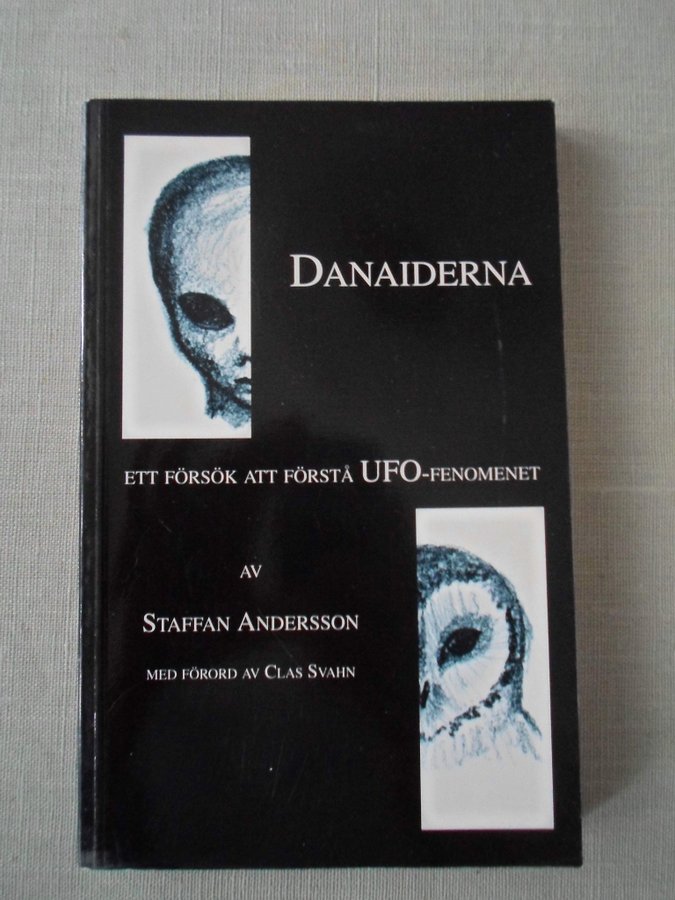 DANAIDERNA
ETT FÖRSÖK ATT FÖRSTÅ UFO-FENOMENET
AV
STAFFAN ANDERSSON
MED FÖRORD AV CLAS SVAHN